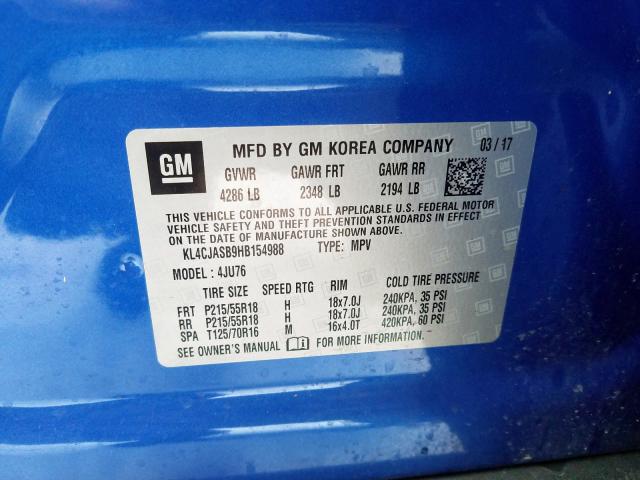 GM
MFD BY GM KOREA COMPANY 03/17
GVWR GAWR FRT GAWR RR
4286 LB 2348 LB 2194 LB
THIS VEHICLE CONFORMS TO ALL APPLICABLE U.S. FEDERAL MOTOR
VEHICLE SAFETY AND THEFT PREVENTION STANDARDS IN EFFECT
ON THE DATE OF MANUFACTURE SHOWN ABOVE.
KL4CJASB9HB154988 TYPE: MPV
MODEL : 4JU76
TIRE SIZE SPEED RTG RIM COLD TIRE PRESSURE
FRT P215/55R18 H 18x7.0J 240KPA, 35 PSI
RR P215/55R18 H 18x7.0J 240KPA, 35 PSI
SPA T125/70R16 M 16x4.0T 420KPA, 60 PSI
SEE OWNER'S MANUAL FOR MORE INFORMATION.